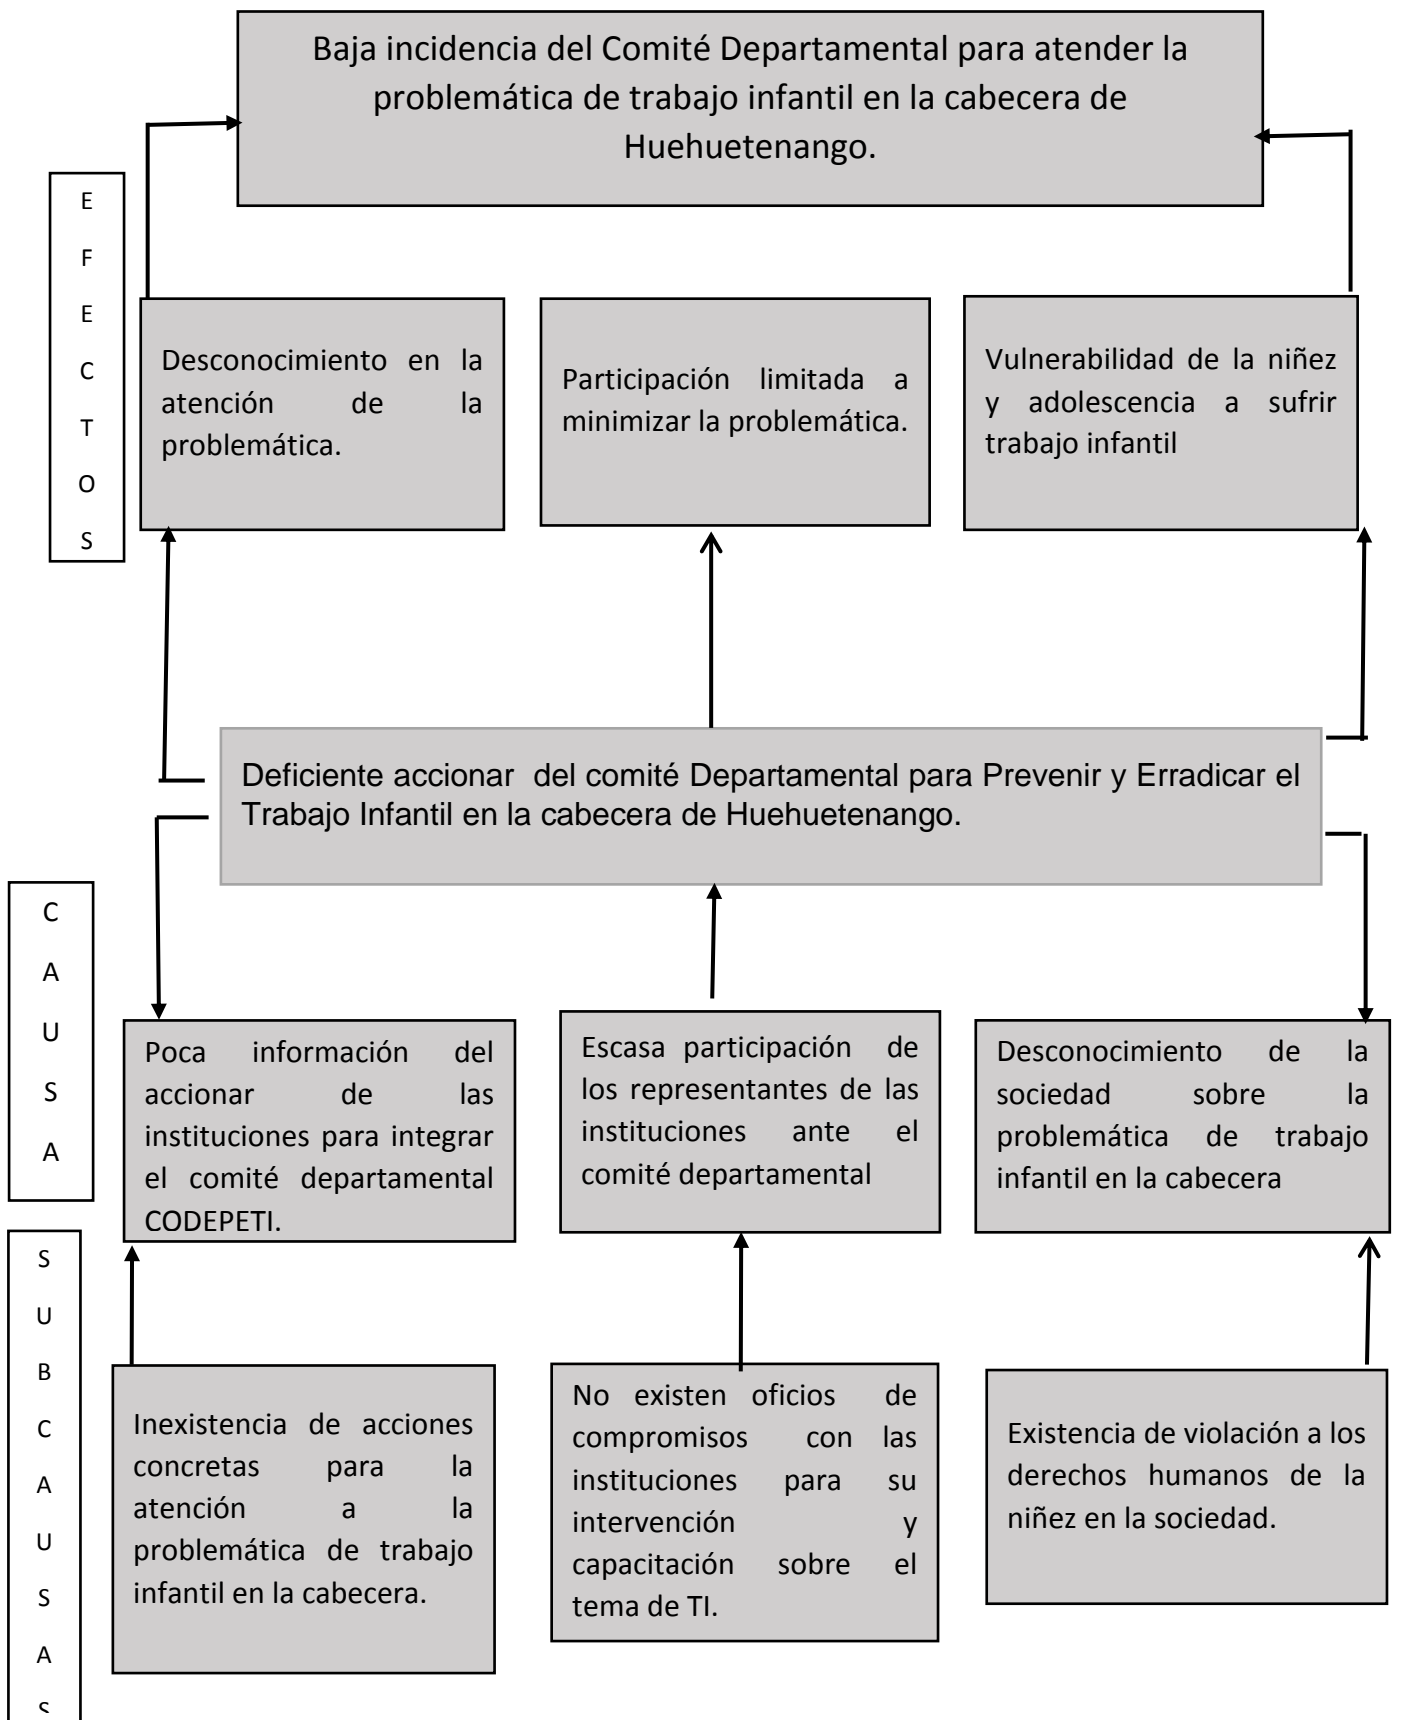 Baja incidencia del Comité Departamental para atender la
problemática de trabajo infantil en la cabecera de
Huehuetenango.
E
F
E
C
T
O
S
Desconocimiento en la
atención de la
problemática.
Participación limitada a
minimizar la problemática.
Vulnerabilidad de la niñez
y adolescencia a sufrir
trabajo infantil
Deficiente accionar del comité Departamental para Prevenir y Erradicar el
Trabajo Infantil en la cabecera de Huehuetenango.
C
A
U
S
A
Poca información del
accionar de las
instituciones para integrar
el comité departamental
CODEPETI.
Escasa participación de
los representantes de las
instituciones ante el
comité departamental
Desconocimiento de la
sociedad sobre la
problemática de trabajo
infantil en la cabecera
S
U
B
C
A
U
S
A
S
Inexistencia de acciones
concretas para la
atención a la
problemática de trabajo
infantil en la cabecera.
No existen oficios de
compromisos con las
instituciones para su
intervención y
capacitación sobre el
tema de TI.
Existencia de violación a los
derechos humanos de la
niñez en la sociedad.